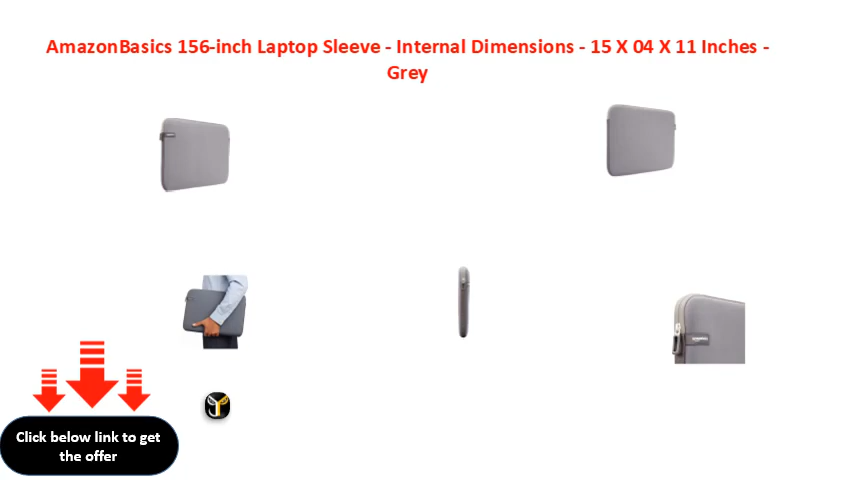 AmazonBasics 156-inch Laptop Sleeve - Internal Dimensions - 15 X 04 X 11 Inches -
Grey
Click below link to get
the offer